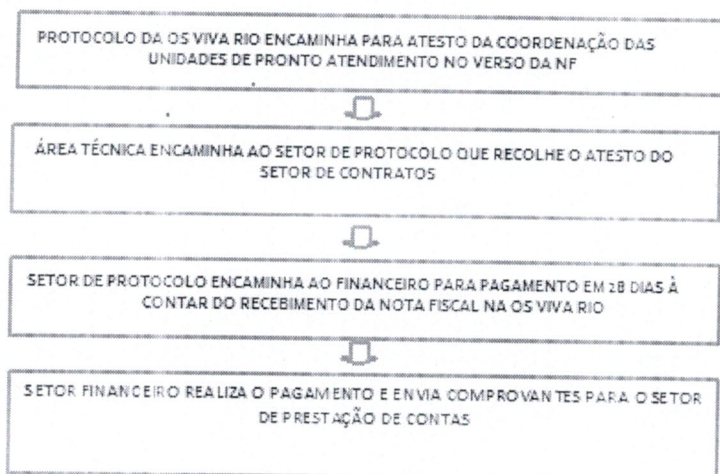 PROTOCOLO DA OS VIVA RIO ENCAMINHA PARA ATESTO DA COORDENAÇÃO DAS
UNIDADES DE PRONTO ATENDIMENTO NO VERSO DA NF
ÁREA TÉCNICA ENCAMINHA AO SETOR DE PROTOCOLO QUE RECOLHE O ATESTO DO
SETOR DE CONTRATOS
SETOR DE PROTOCOLO ENCAMINHA AO FINANCEIRO PARA PAGAMENTO EM 28 DIAS À
CONTAR DO RECEBIMENTO DA NOTA FISCAL NA OS VIVA RIO
SETOR FINANCEIRO REALIZA O PAGAMENTO E ENVIA COMPROVANTES PARA O SETOR
DE PRESTAÇÃO DE CONTAS